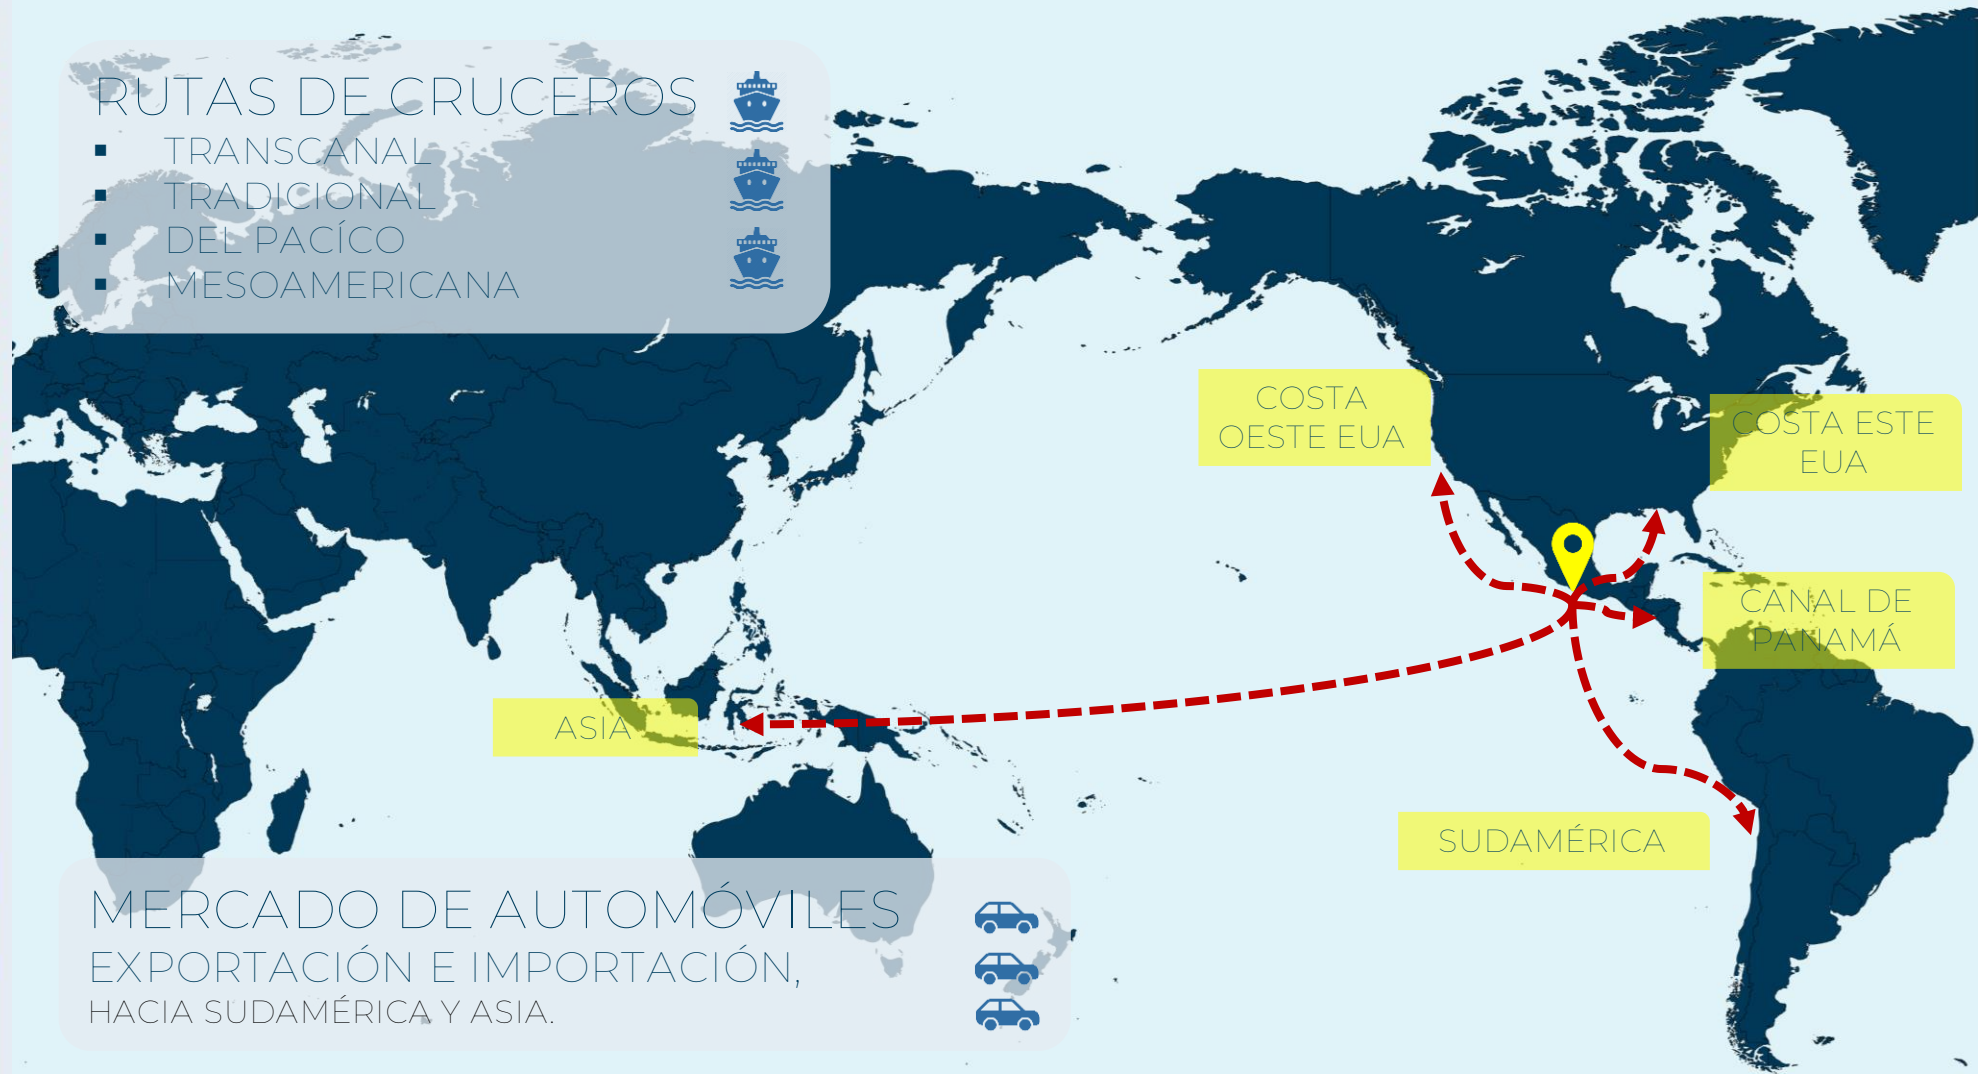 RUTAS DE CRUCEROS
▪ TRANSCANAL
▪ TRADICIONAL
▪ DEL PACÍCO
▪ MESOAMERICANA
COSTA
OESTE EUA
COSTA ESTE
EUA
CANAL DE
PANAMÁ
ASIA
SUDAMÉRICA
MERCADO DE AUTOMÓVILES
EXPORTACIÓN E IMPORTACIÓN,
HACIA SUDAMÉRICA Y ASIA.